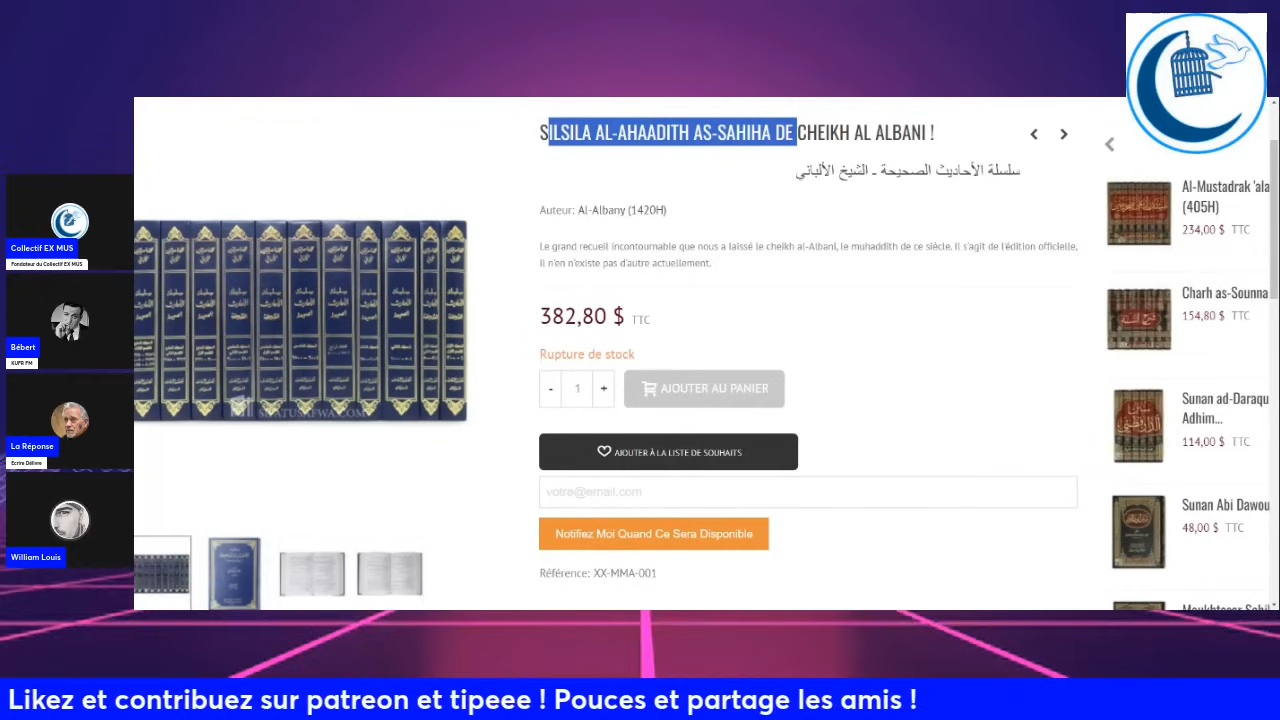 SILSILA AL-AHAADITH AS-SAHIHA DE CHEIKH AL ALBANI !
سلسلة الأحاديث الصحيحة ـ الشيخ الألباني
Auteur: Al-Albany (1420H)
Le grand recueil incontournable que nous a laissé le cheikh al-Albani, le muhaddith de ce siècle. Il s'agit de l'édition officielle,
il n'en n'existe pas d'autre actuellement.
382,80 $ TTC
Rupture de stock
- 1 +
AJOUTER AU PANIER
AJOUTER À LA LISTE DE SOUHAITS
votre@email.com
Notifiez Moi Quand Ce Sera Disponible
Référence: XX-MMA-001
Al-Mustadrak 'ala
(405H)
234,00 $ TTC
Charh as-Sounna
154,80 $ TTC
Sunan ad-Daraqu
Adhim...
114,00 $ TTC
Sunan Abi Dawou
48,00 $ TTC
Collectif EX MUS
Fondateur du Collectif EX MUS
Bébert
KUFR FM
La Réponse
Ecrire Délivre
William Louis
Likez et contribuez sur patreon et tipeee ! Pouces et partage les amis !